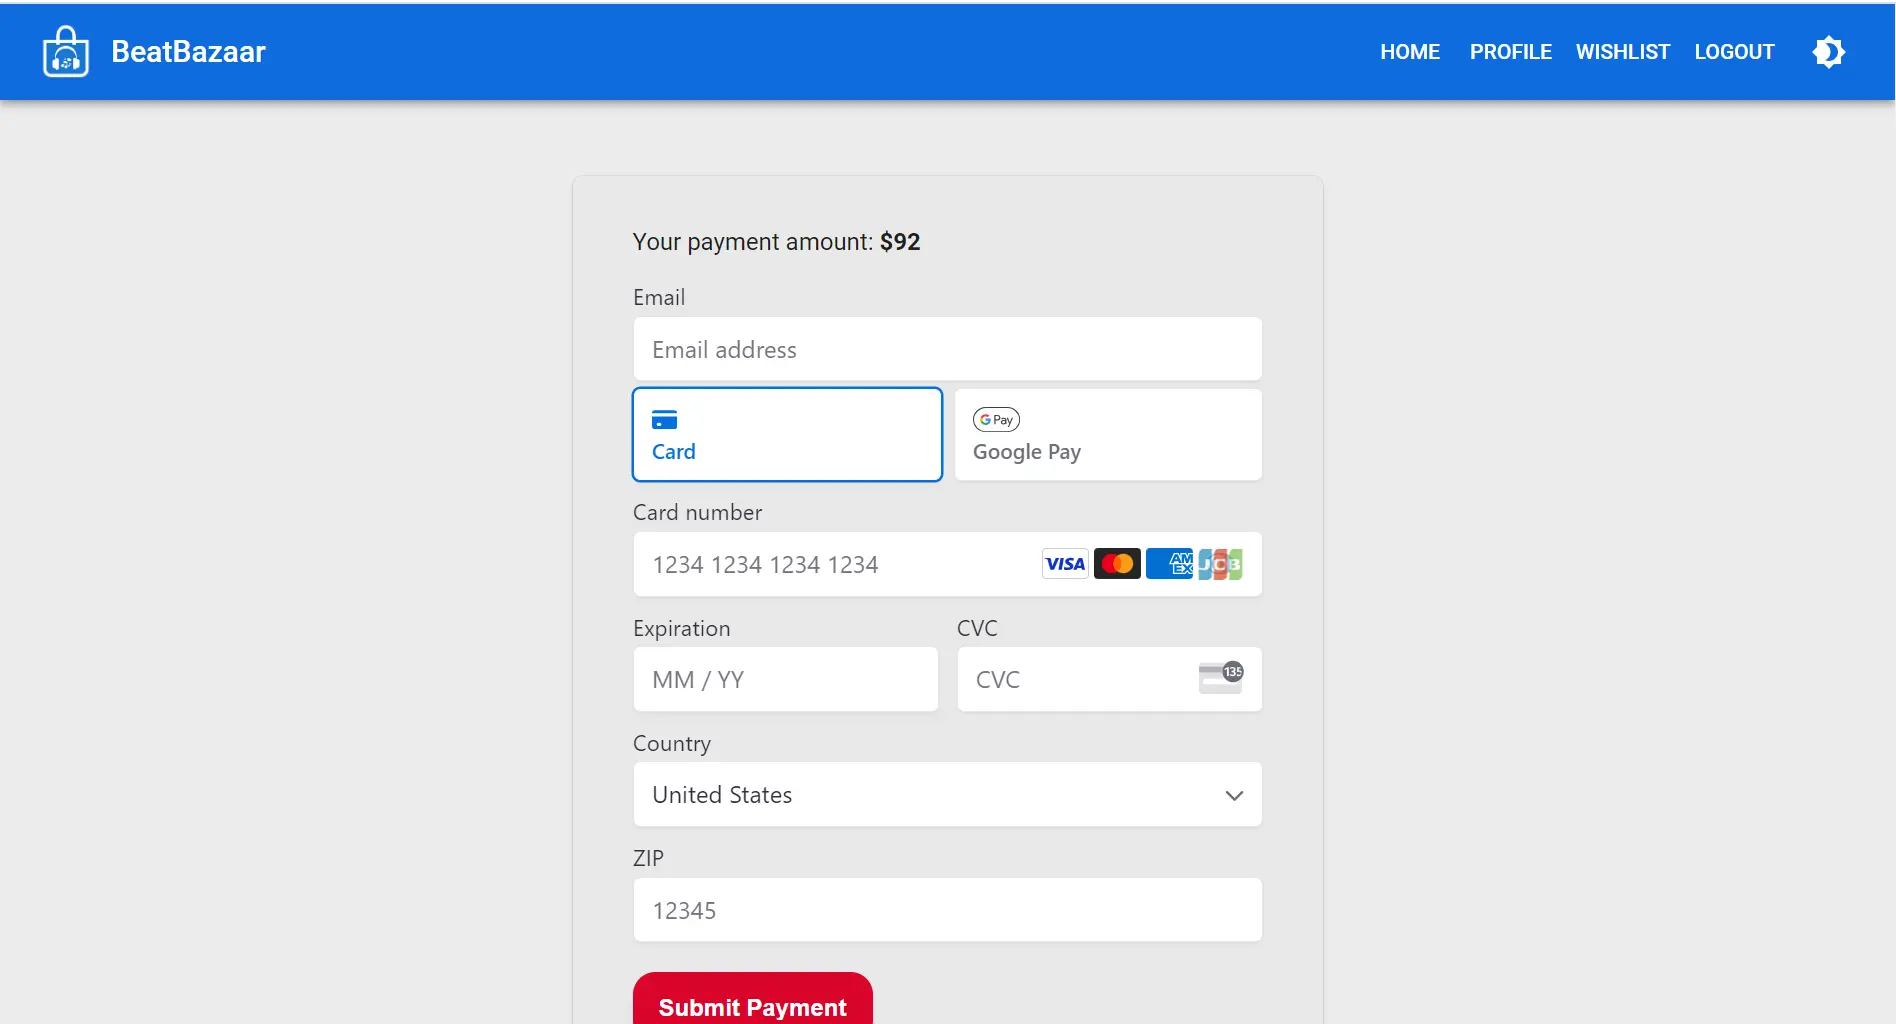 BeatBazaar
HOME PROFILE WISHLIST LOGOUT
Your payment amount: $92
Email
Email address
G Pay
Card
Google Pay
Card number
1234 1234 1234 1234
VISA
AM
EX
JCB
Expiration
CVC
MM / YY
CVC
135
Country
United States
ZIP
12345
Submit Payment